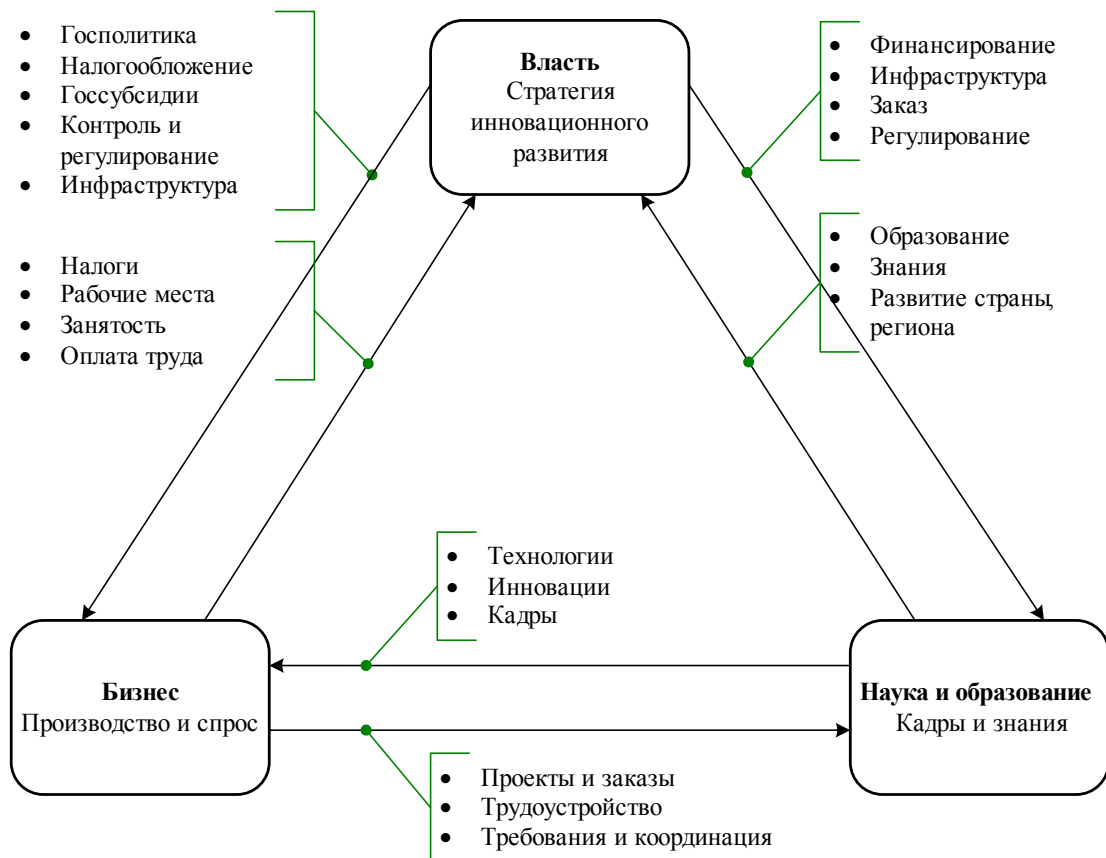 • Госполитика
• Налогообложение
• Госсубсидии
• Контроль и
регулирование
• Инфраструктура
Власть
Стратегия
инновационного
развития
• Финансирование
• Инфраструктура
• Заказ
• Регулирование
• Налоги
• Рабочие места
• Занятость
• Оплата труда
• Образование
• Знания
• Развитие страны,
региона
• Технологии
• Инновации
• Кадры
Бизнес
Производство и спрос
Наука и образование
Кадры и знания
• Проекты и заказы
• Трудоустройство
• Требования и координация